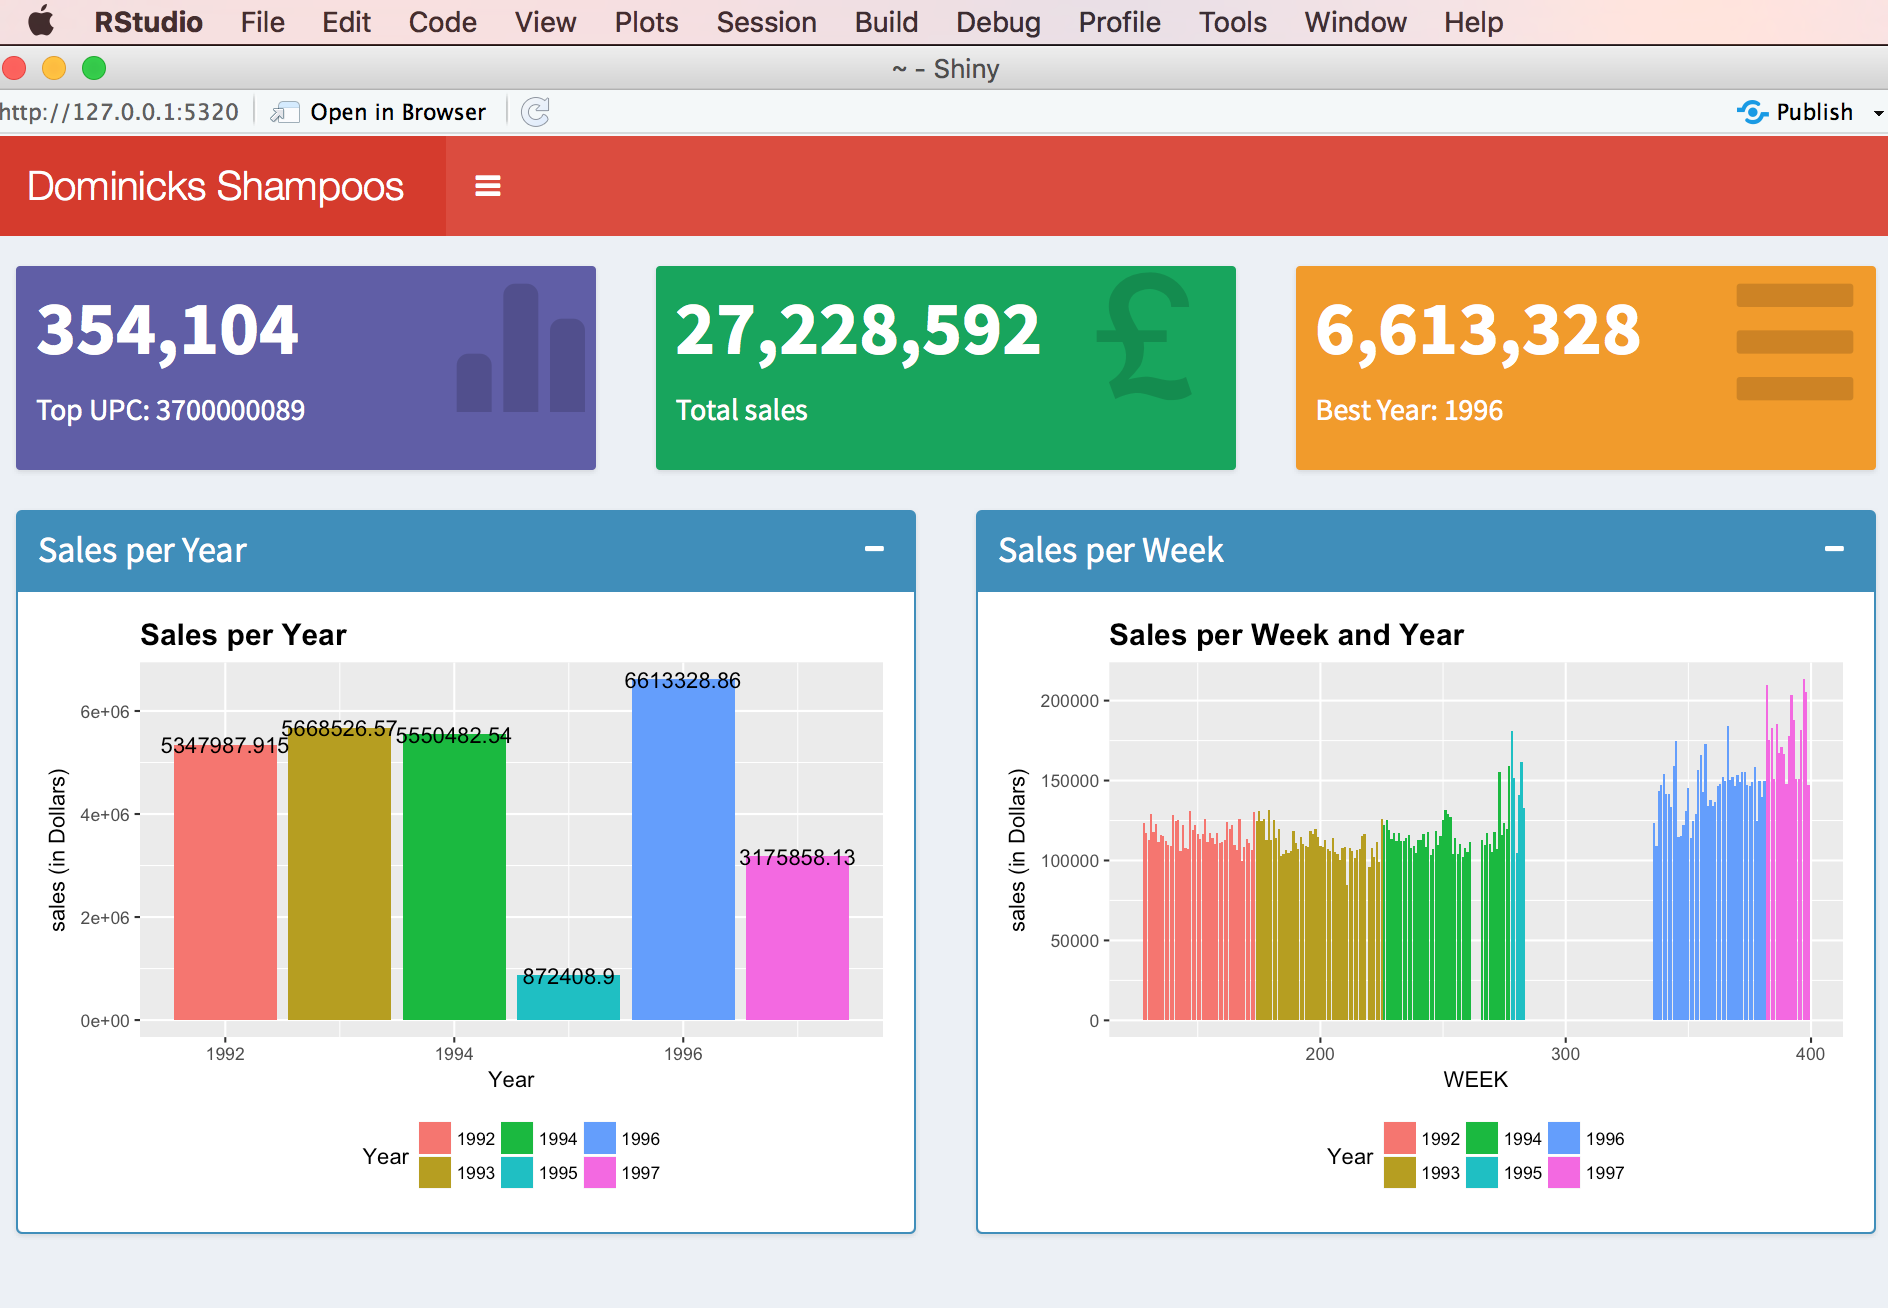 RStudio File Edit Code View Plots Session Build Debug Profile Tools Window Help
~ - Shiny
http://127.0.0.1:5320 Open in Browser Publish
Dominicks Shampoos
354,104
Top UPC: 3700000089
27,228,592
£
Total sales
6,613,328
Best Year: 1996
Sales per Year
Sales per Year
6613328.86
5668526.57
5550482.54
5347987.915
3175858.13
872408.9
6e+06
4e+06
2e+06
0e+00
sales (in Dollars)
1992 1994 1996
Year
Year
1992 1994 1996
1993 1995 1997
Sales per Week
Sales per Week and Year
200000
150000
100000
50000
0
sales (in Dollars)
200 300 400
WEEK
Year
1992 1994 1996
1993 1995 1997